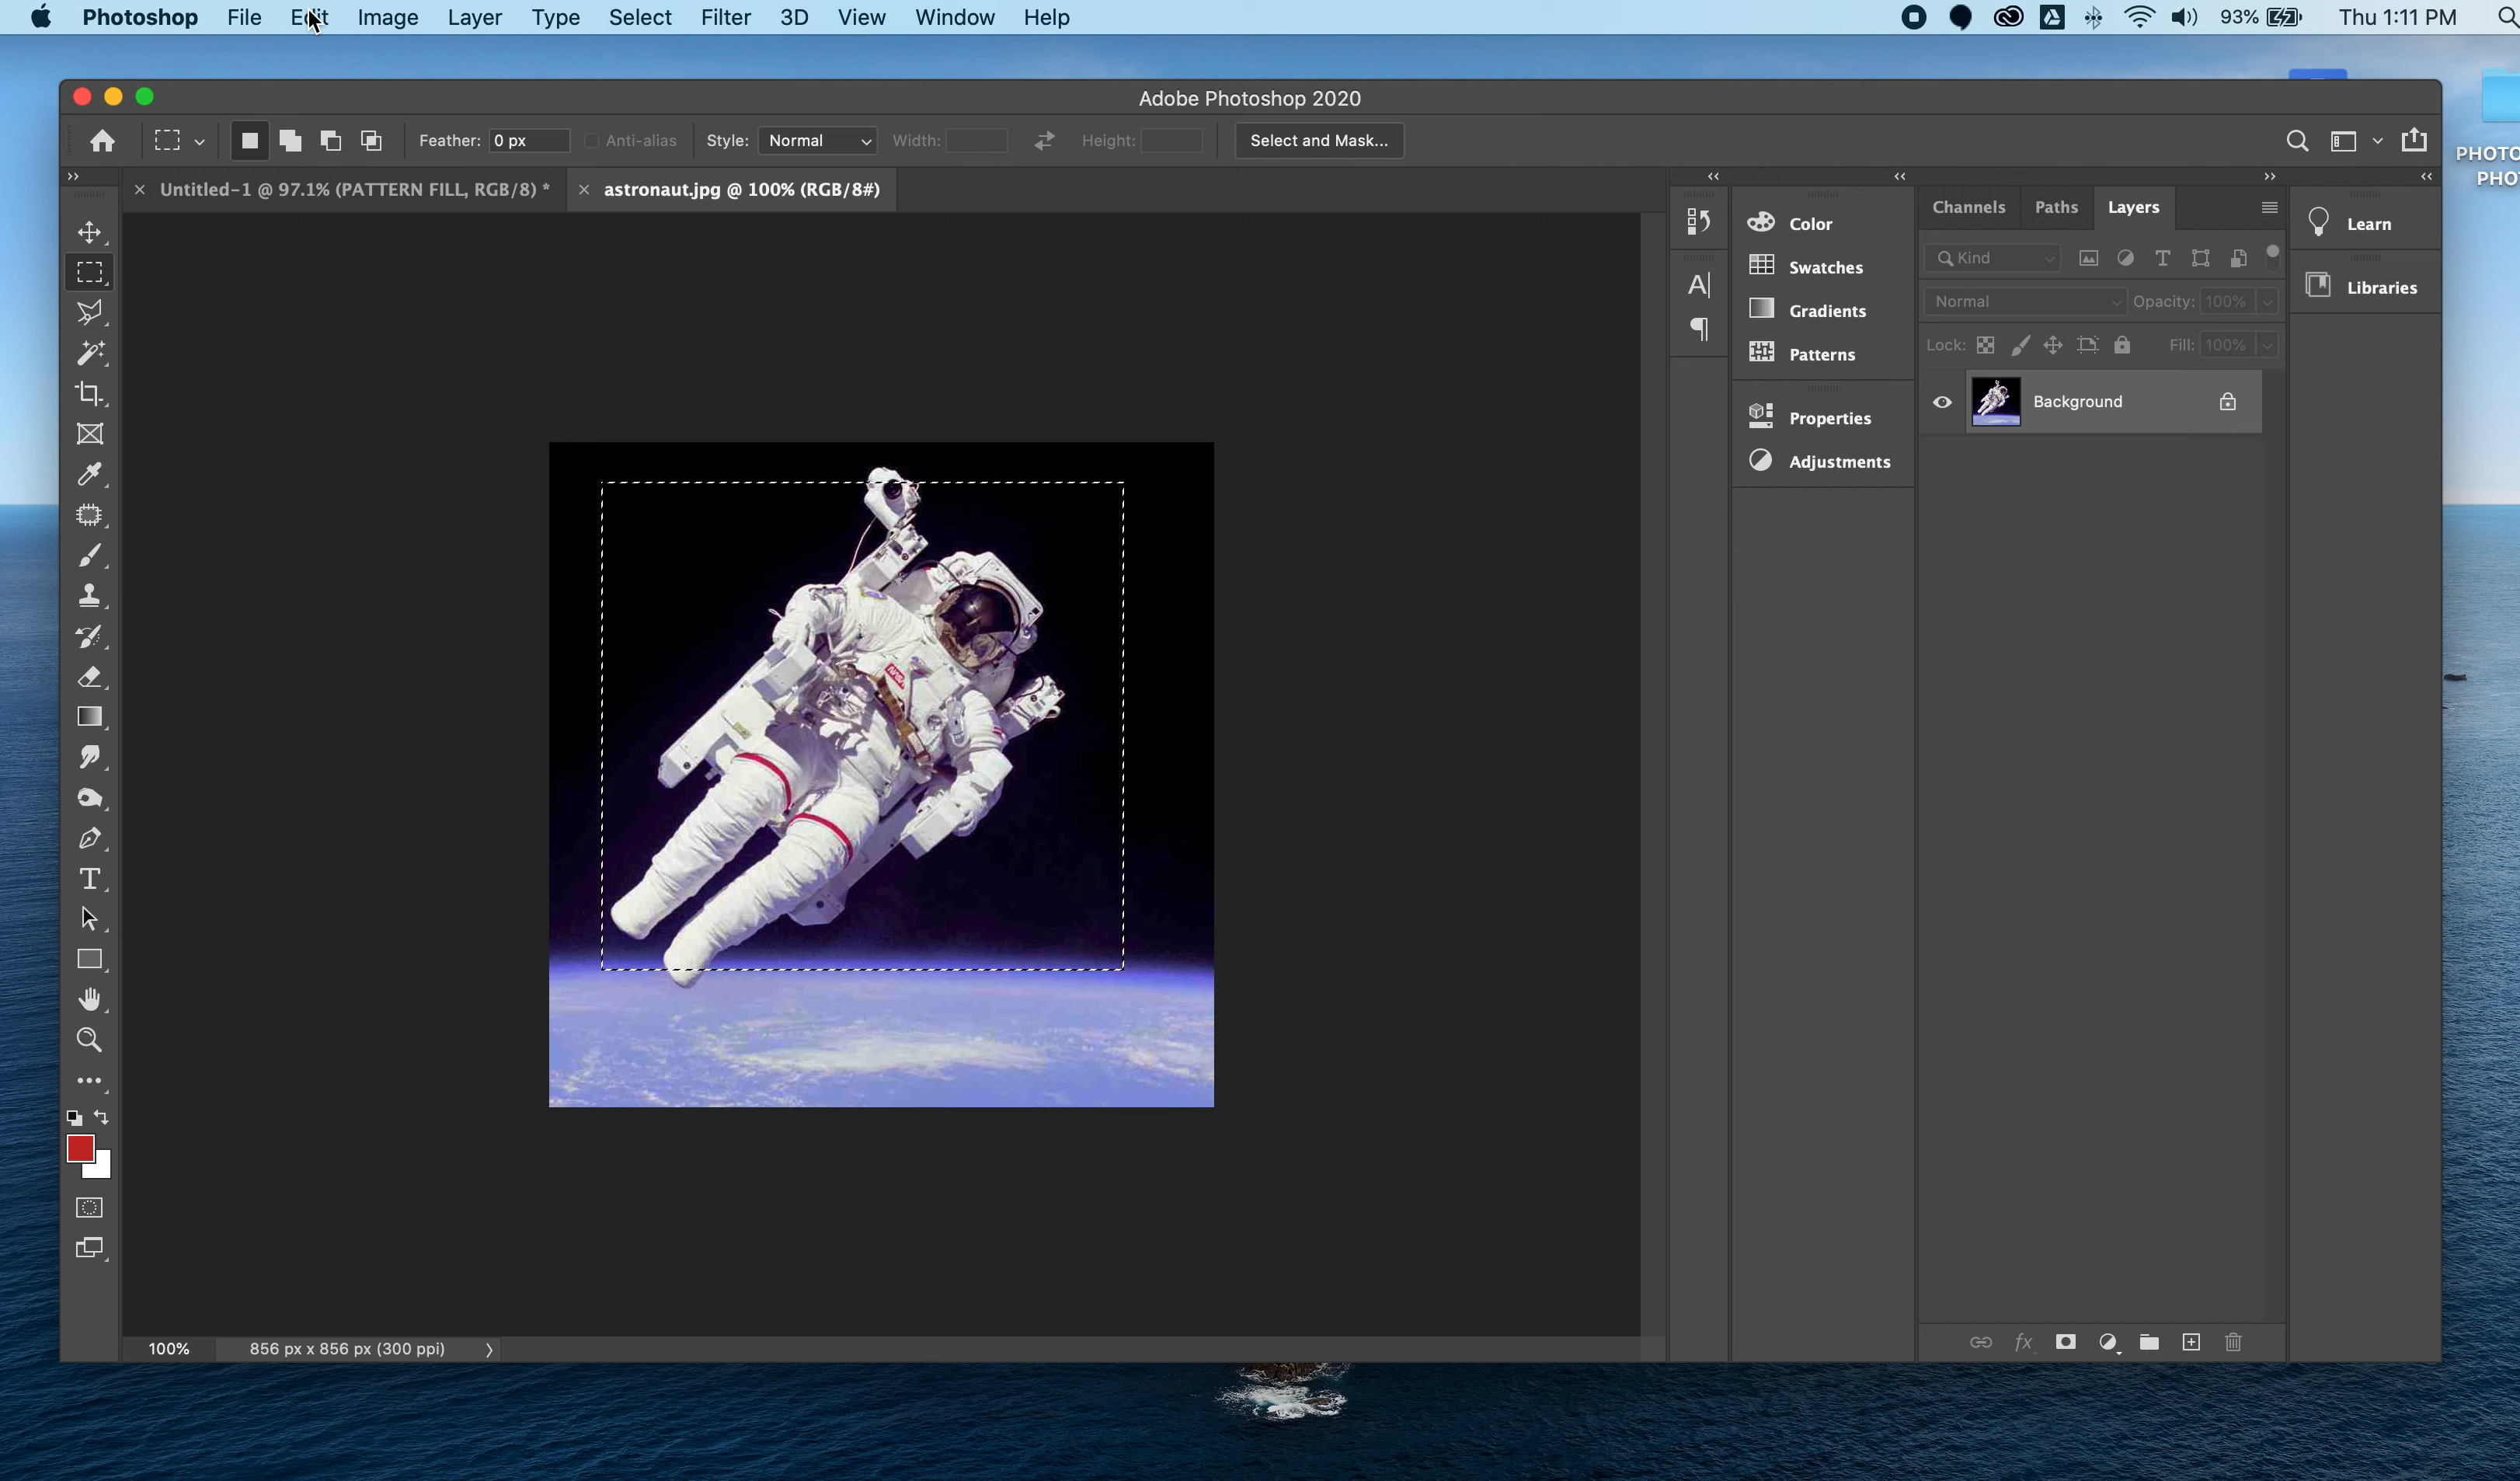 Photoshop File Edit Image Layer Type Select Filter 3D View Window Help 93% Thu 1:11 PM
Adobe Photoshop 2020
Feather: 0 px Anti-alias Style: Normal Width: Height: Select and Mask...
PHOTO
PHO
Untitled-1 @ 97.1% (PATTERN FILL, RGB/8) * astronaut.jpg @ 100% (RGB/8#)
Channels Paths Layers
Color
Learn
Kind
Swatches
Libraries
Normal Opacity: 100%
Gradients
Lock: Fill: 100%
Patterns
Background
Properties
Adjustments
NASA
100% 856 px x 856 px (300 ppi)
fx